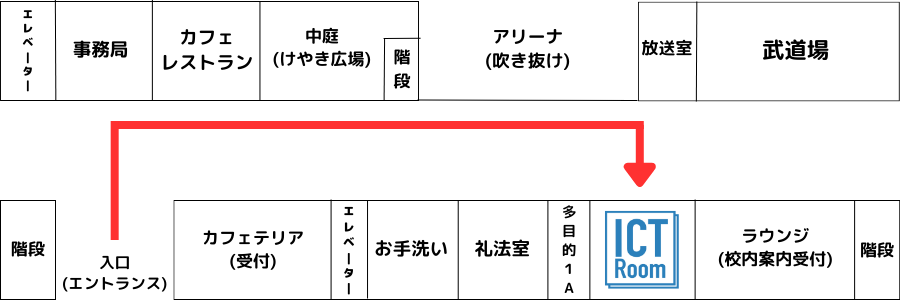 エレベーター
事務局
カフェ
レストラン
中庭
(けやき広場)
階段
アリーナ
(吹き抜け)
放送室
武道場
階段
入口
(エントランス)
カフェテリア
(受付)
エレベーター
お手洗い
礼法室
多目的1A
ICT
Room
ラウンジ
(校内案内受付)
階段